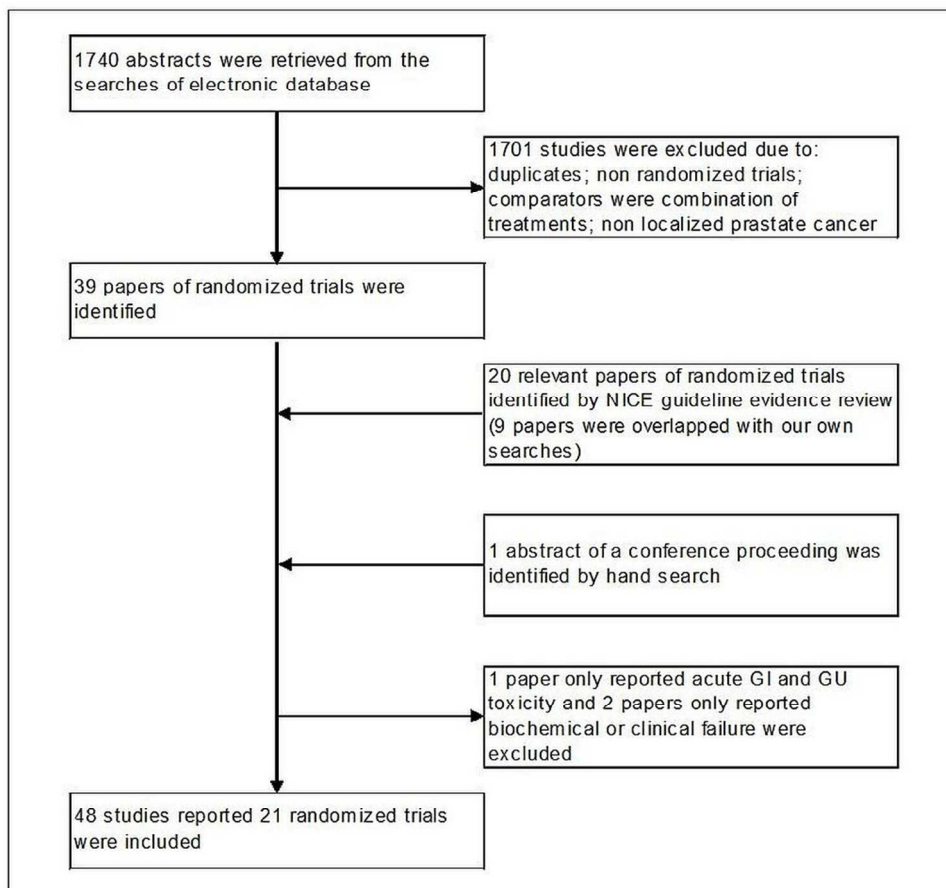 1740 abstracts were retrieved from the
searches of electronic database
1701 studies were excluded due to:
duplicates; non randomized trials;
comparators were combination of
treatments; non localized prastate cancer
39 papers of randomized trials were
identified
20 relevant papers of randomized trials
identified by NICE guideline evidence review
(9 papers were overlapped with our own
searches)
1 abstract of a conference proceeding was
identified by hand search
1 paper only reported acute GI and GU
toxicity and 2 papers only reported
biochemical or clinical failure were
excluded
48 studies reported 21 randomized trials
were included